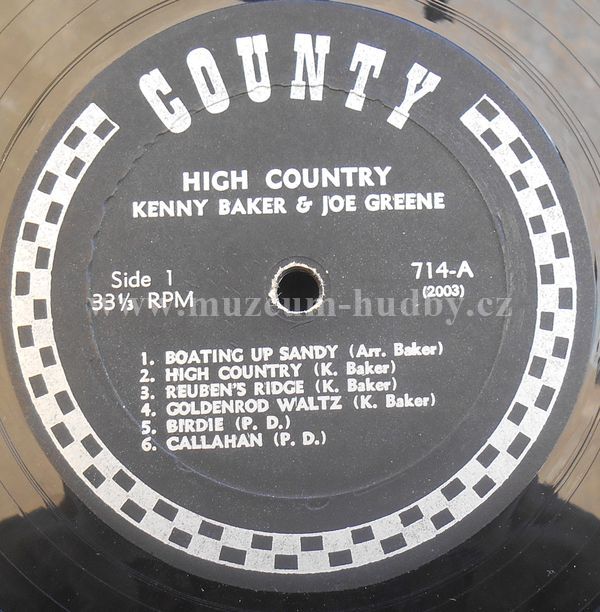 COUNTY
HIGH COUNTRY
KENNY BAKER & JOE GREENE
Side 1
33⅓ RPM
714-A
(2003)
www.muzeum-hudby.cz
1. BOATING UP SANDY (Arr. Baker)
2. HIGH COUNTRY (K. Baker)
3. REUBEN'S RIDGE (K. Baker)
4. GOLDENROD WALTZ (K. Baker)
5. BIRDIE (P. D.)
6. CALLAHAN (P. D.)